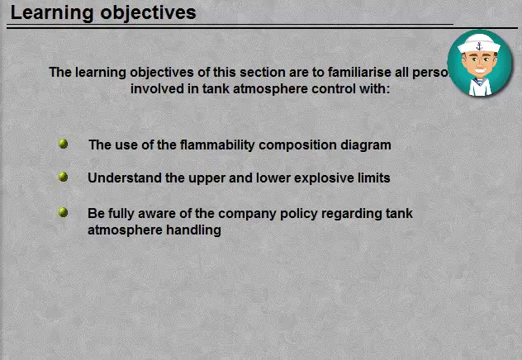 Learning objectives
The learning objectives of this section are to familiarise all
involved in tank atmosphere control with:
The use of the flammability composition diagram
Understand the upper and lower explosive limits
Be fully aware of the company policy regarding tank
atmosphere handling